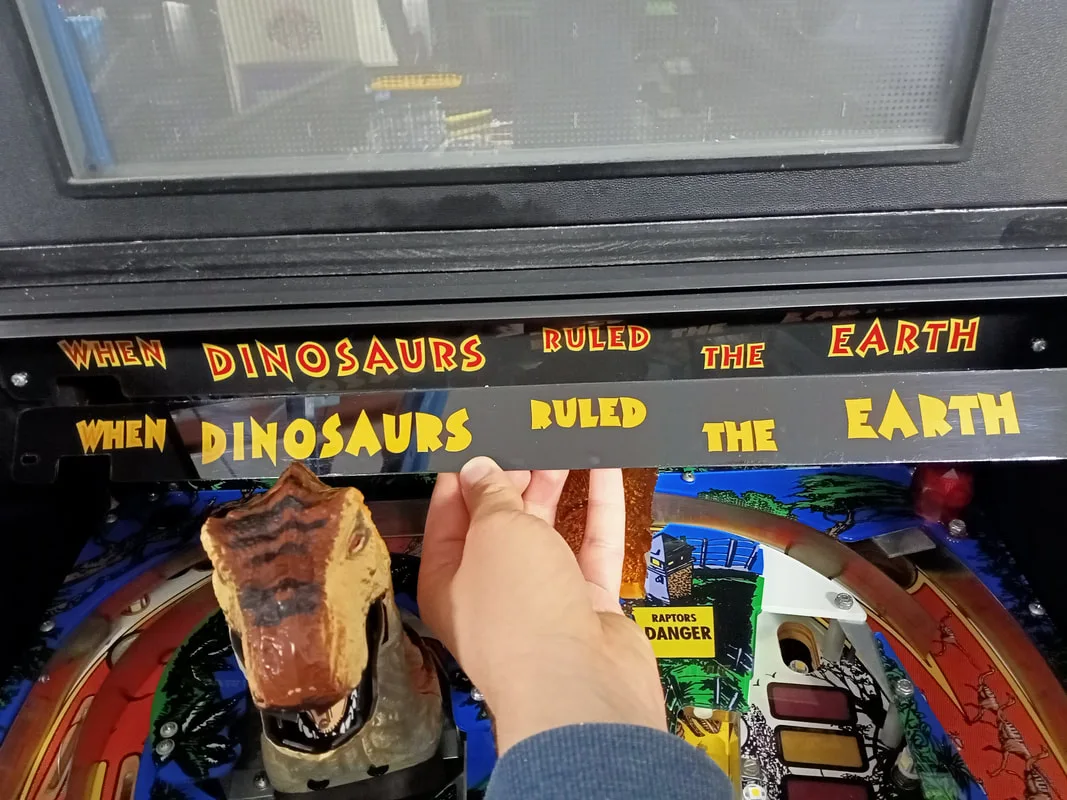 WHEN DINOSAURS RULED THE EARTH
WHEN DINOSAURS RULED THE EARTH
RAPTORS
DANGER